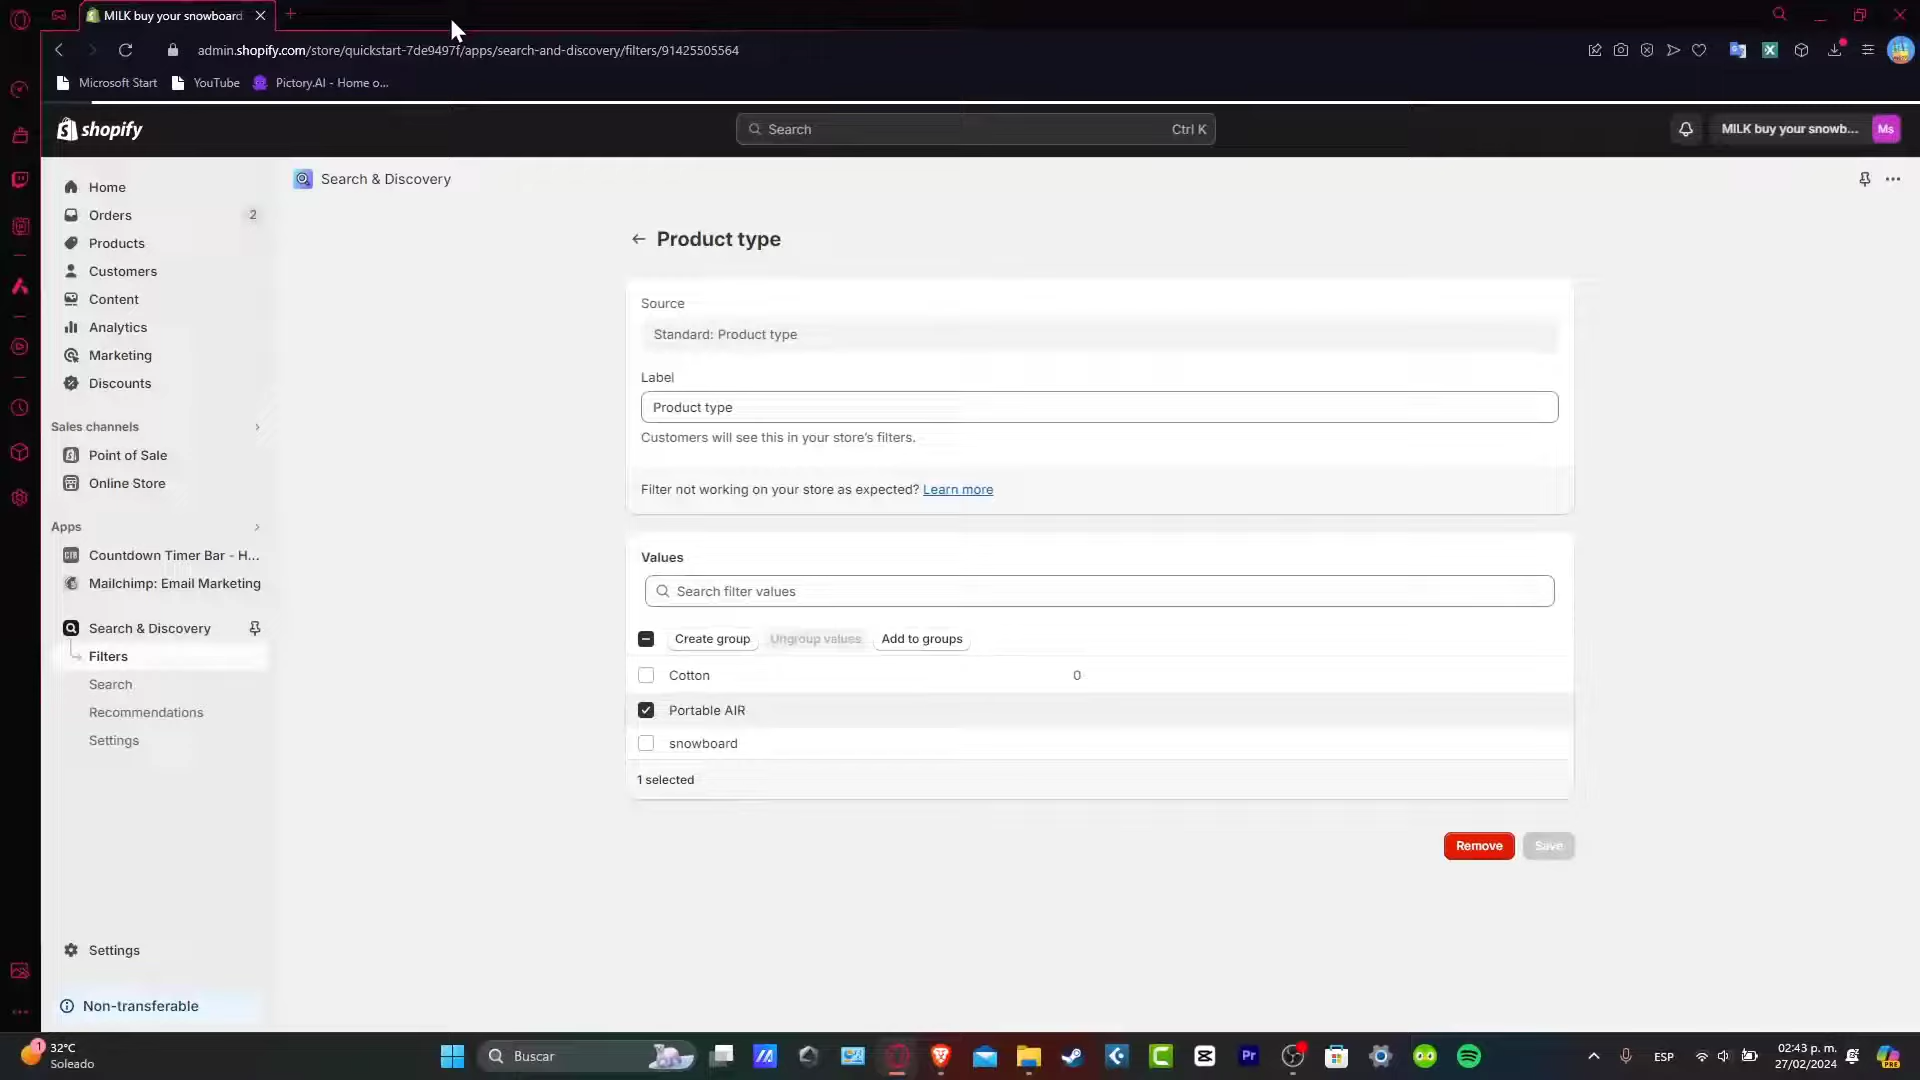 MILK buy your snowboard
admin.shopify.com/store/quickstart-7de9497f/apps/search-and-discovery/filters/91425505564
Microsoft Start
YouTube
Pictory.AI - Home o...
shopify
Search
Ctrl K
MILK buy your snowb...
Ms
Home
Orders
2
Products
Customers
Content
Analytics
Marketing
Discounts
Sales channels
Point of Sale
Online Store
Apps
Countdown Timer Bar - H...
Mailchimp: Email Marketing
Search & Discovery
Filters
Search
Recommendations
Settings
Settings
Non-transferable
Search & Discovery
Product type
Source
Standard: Product type
Label
Product type
Customers will see this in your store's filters.
Filter not working on your store as expected? Learn more
Values
Search filter values
Create group
Ungroup values
Add to groups
Cotton
0
Portable AIR
snowboard
1 selected
Remove
Save
1
32°C
Soleado
Buscar
Pr
ESP
02:43 p. m.
27/02/2024
PRE